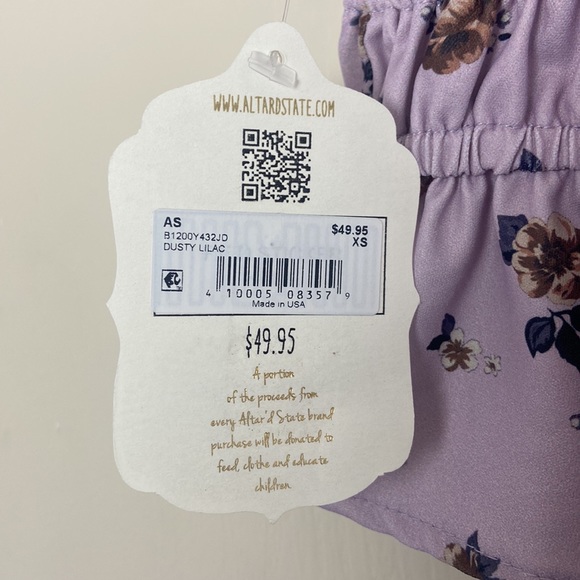 WWW.ALTARDSTATE.COM
AS $49.95
B1200Y432JD XS
DUSTY LILAC
4 10005 08357 9
Made in USA
$49.95
A portion
of the proceeds from
every Altar'd State brand
purchase will be donated to
feed, clothe and educate
children.